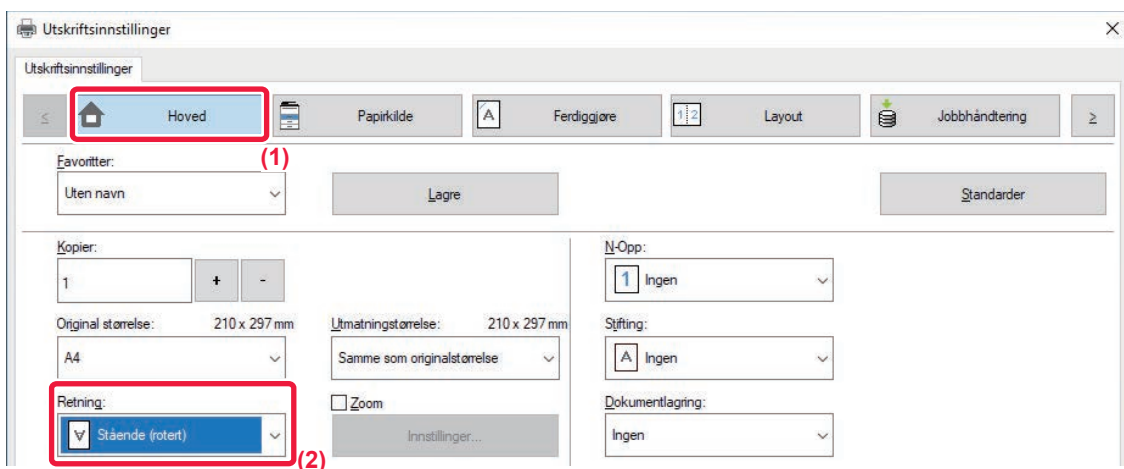 Utskriftsinnstillinger
Utskriftsinnstillinger
Hoved Papirkilde Ferdiggjøre Layout Jobbhåndtering
(1)
Favoritter:
Uten navn Lagre Standarder
Kopier: N-Opp:
1 + - 1 Ingen
Original størrelse: 210 x 297 mm Utmatningstørrelse: 210 x 297 mm Stifting:
A4 Samme som originalstørrelse A Ingen
Retning: Zoom Dokumentlagring:
A Stående (rotert) Innstillinger... Ingen
(2)